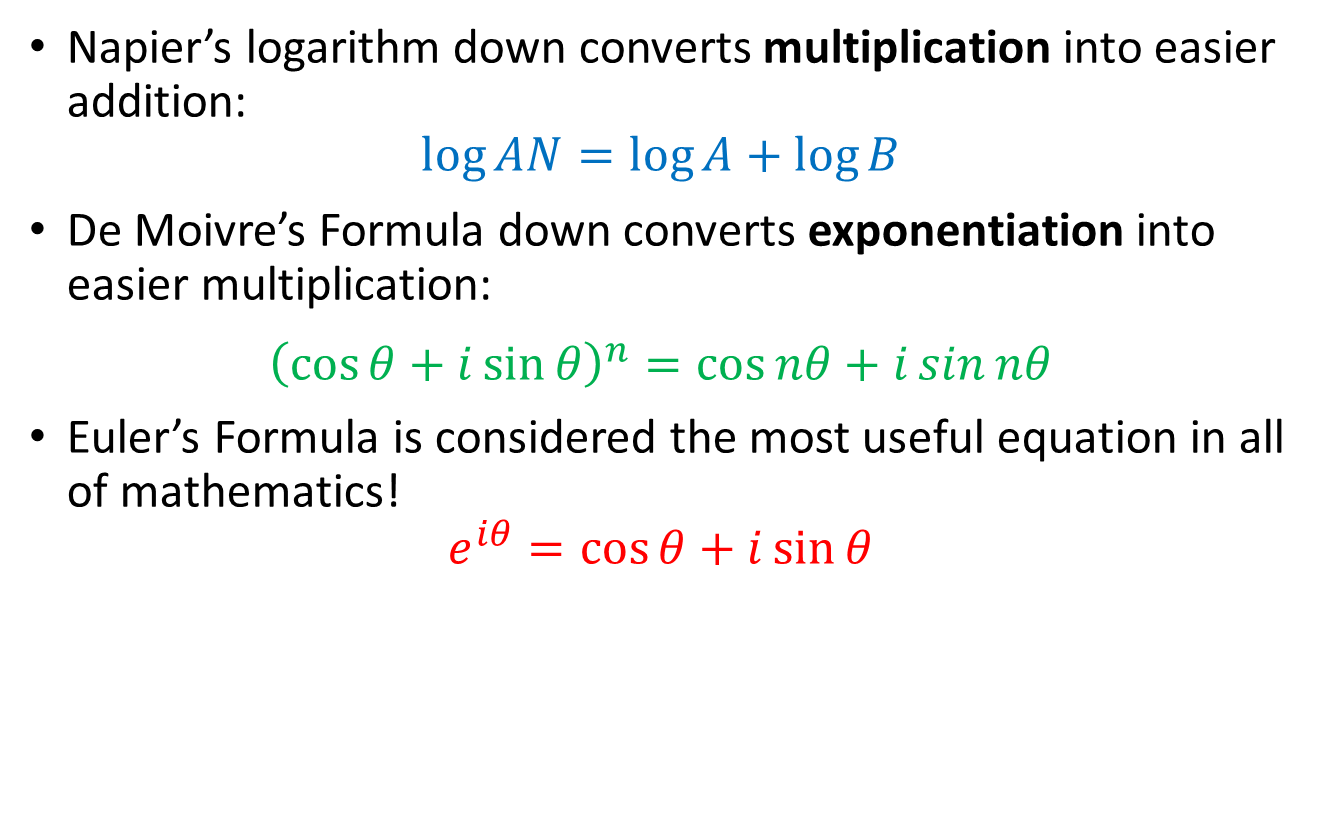 • Napier’s logarithm down converts multiplication into easier
addition:
log AN = log A + log B
• De Moivre’s Formula down converts exponentiation into
easier multiplication:
(cos θ + i sin θ)ⁿ = cos nθ + i sin nθ
• Euler’s Formula is considered the most useful equation in all
of mathematics!
e^{iθ} = cos θ + i sin θ